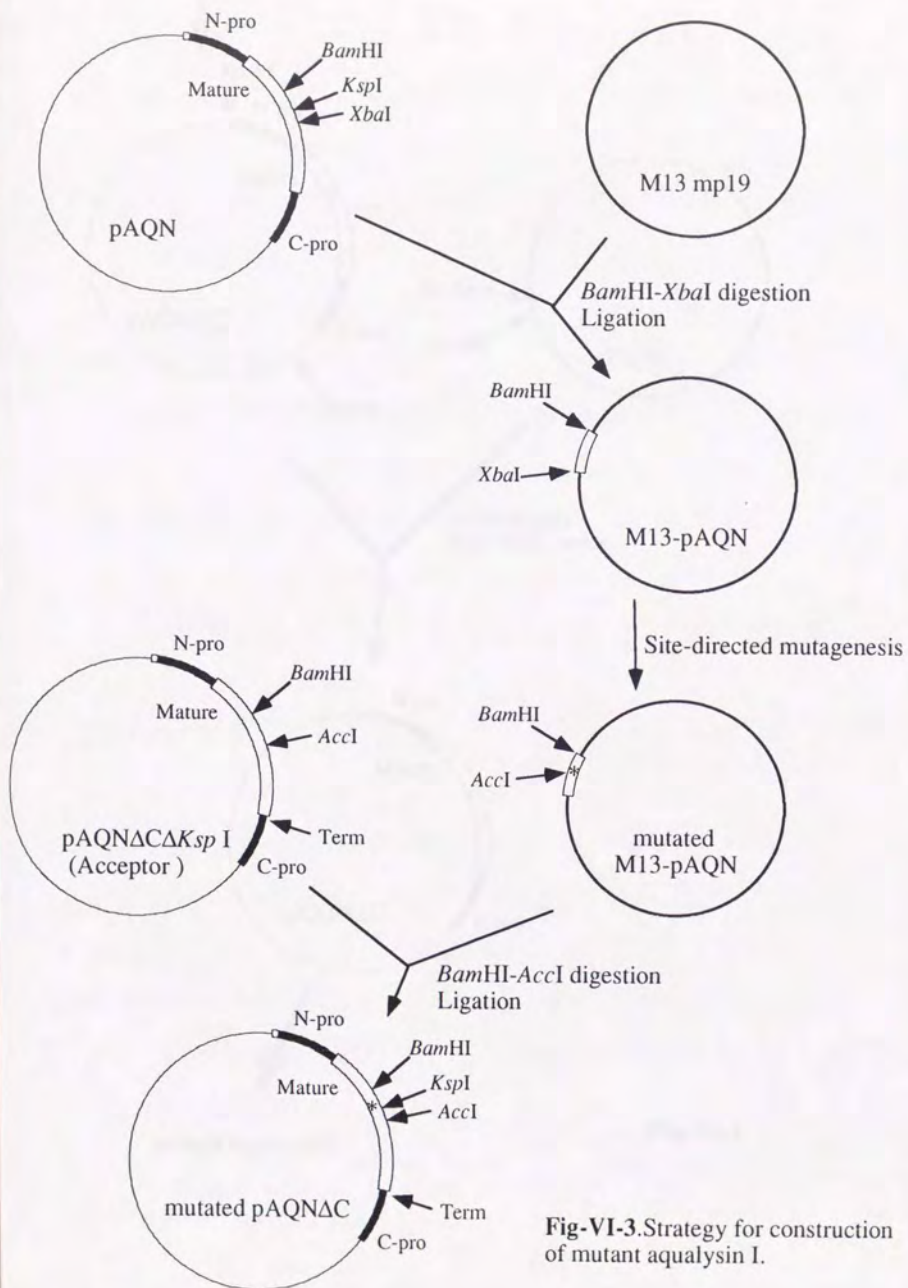 N-pro
BamHI
Mature
KspI
XbaI
pAQN
C-pro
M13 mp19
BamHI-XbaI digestion
Ligation
BamHI
XbaI
M13-pAQN
Site-directed mutagenesis
N-pro
BamHI
Mature
AccI
pAQNΔCΔKsp I
(Acceptor )
Term
C-pro
BamHI
AccI
*
mutated
M13-pAQN
BamHI-AccI digestion
Ligation
N-pro
BamHI
Mature
KspI
*
AccI
mutated pAQNΔC
Term
C-pro
Fig-VI-3.Strategy for construction
of mutant aqualysin I.